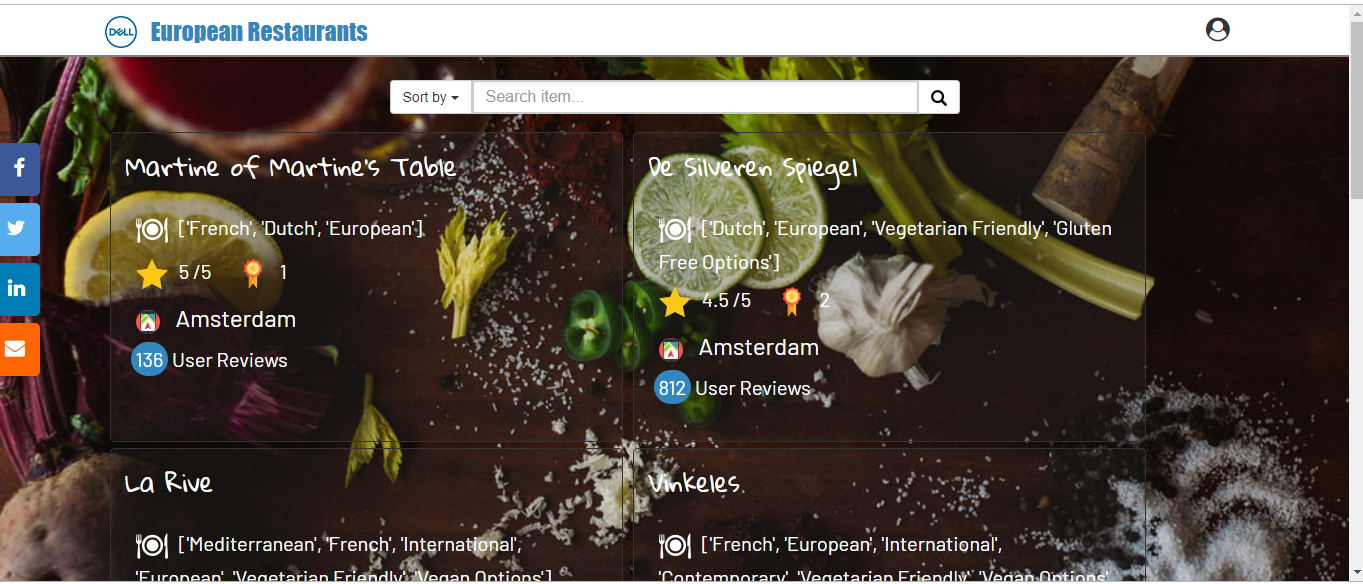 DELL European Restaurants
Sort by Search item...
Martine of Martine's Table
['French', 'Dutch', 'European']
5 /5 1
Amsterdam
136 User Reviews
De Silveren Spiegel
['Dutch', 'European', 'Vegetarian Friendly', 'Gluten
Free Options']
4.5 /5 2
Amsterdam
812 User Reviews
La Rive
['Mediterranean', 'French', 'International',
'European', 'Vegetarian Friendly', 'Vegan Options']
Vinkeles
['French', 'European', 'International',
'Contemporary', 'Vegetarian Friendly', 'Vegan Options',
f
in